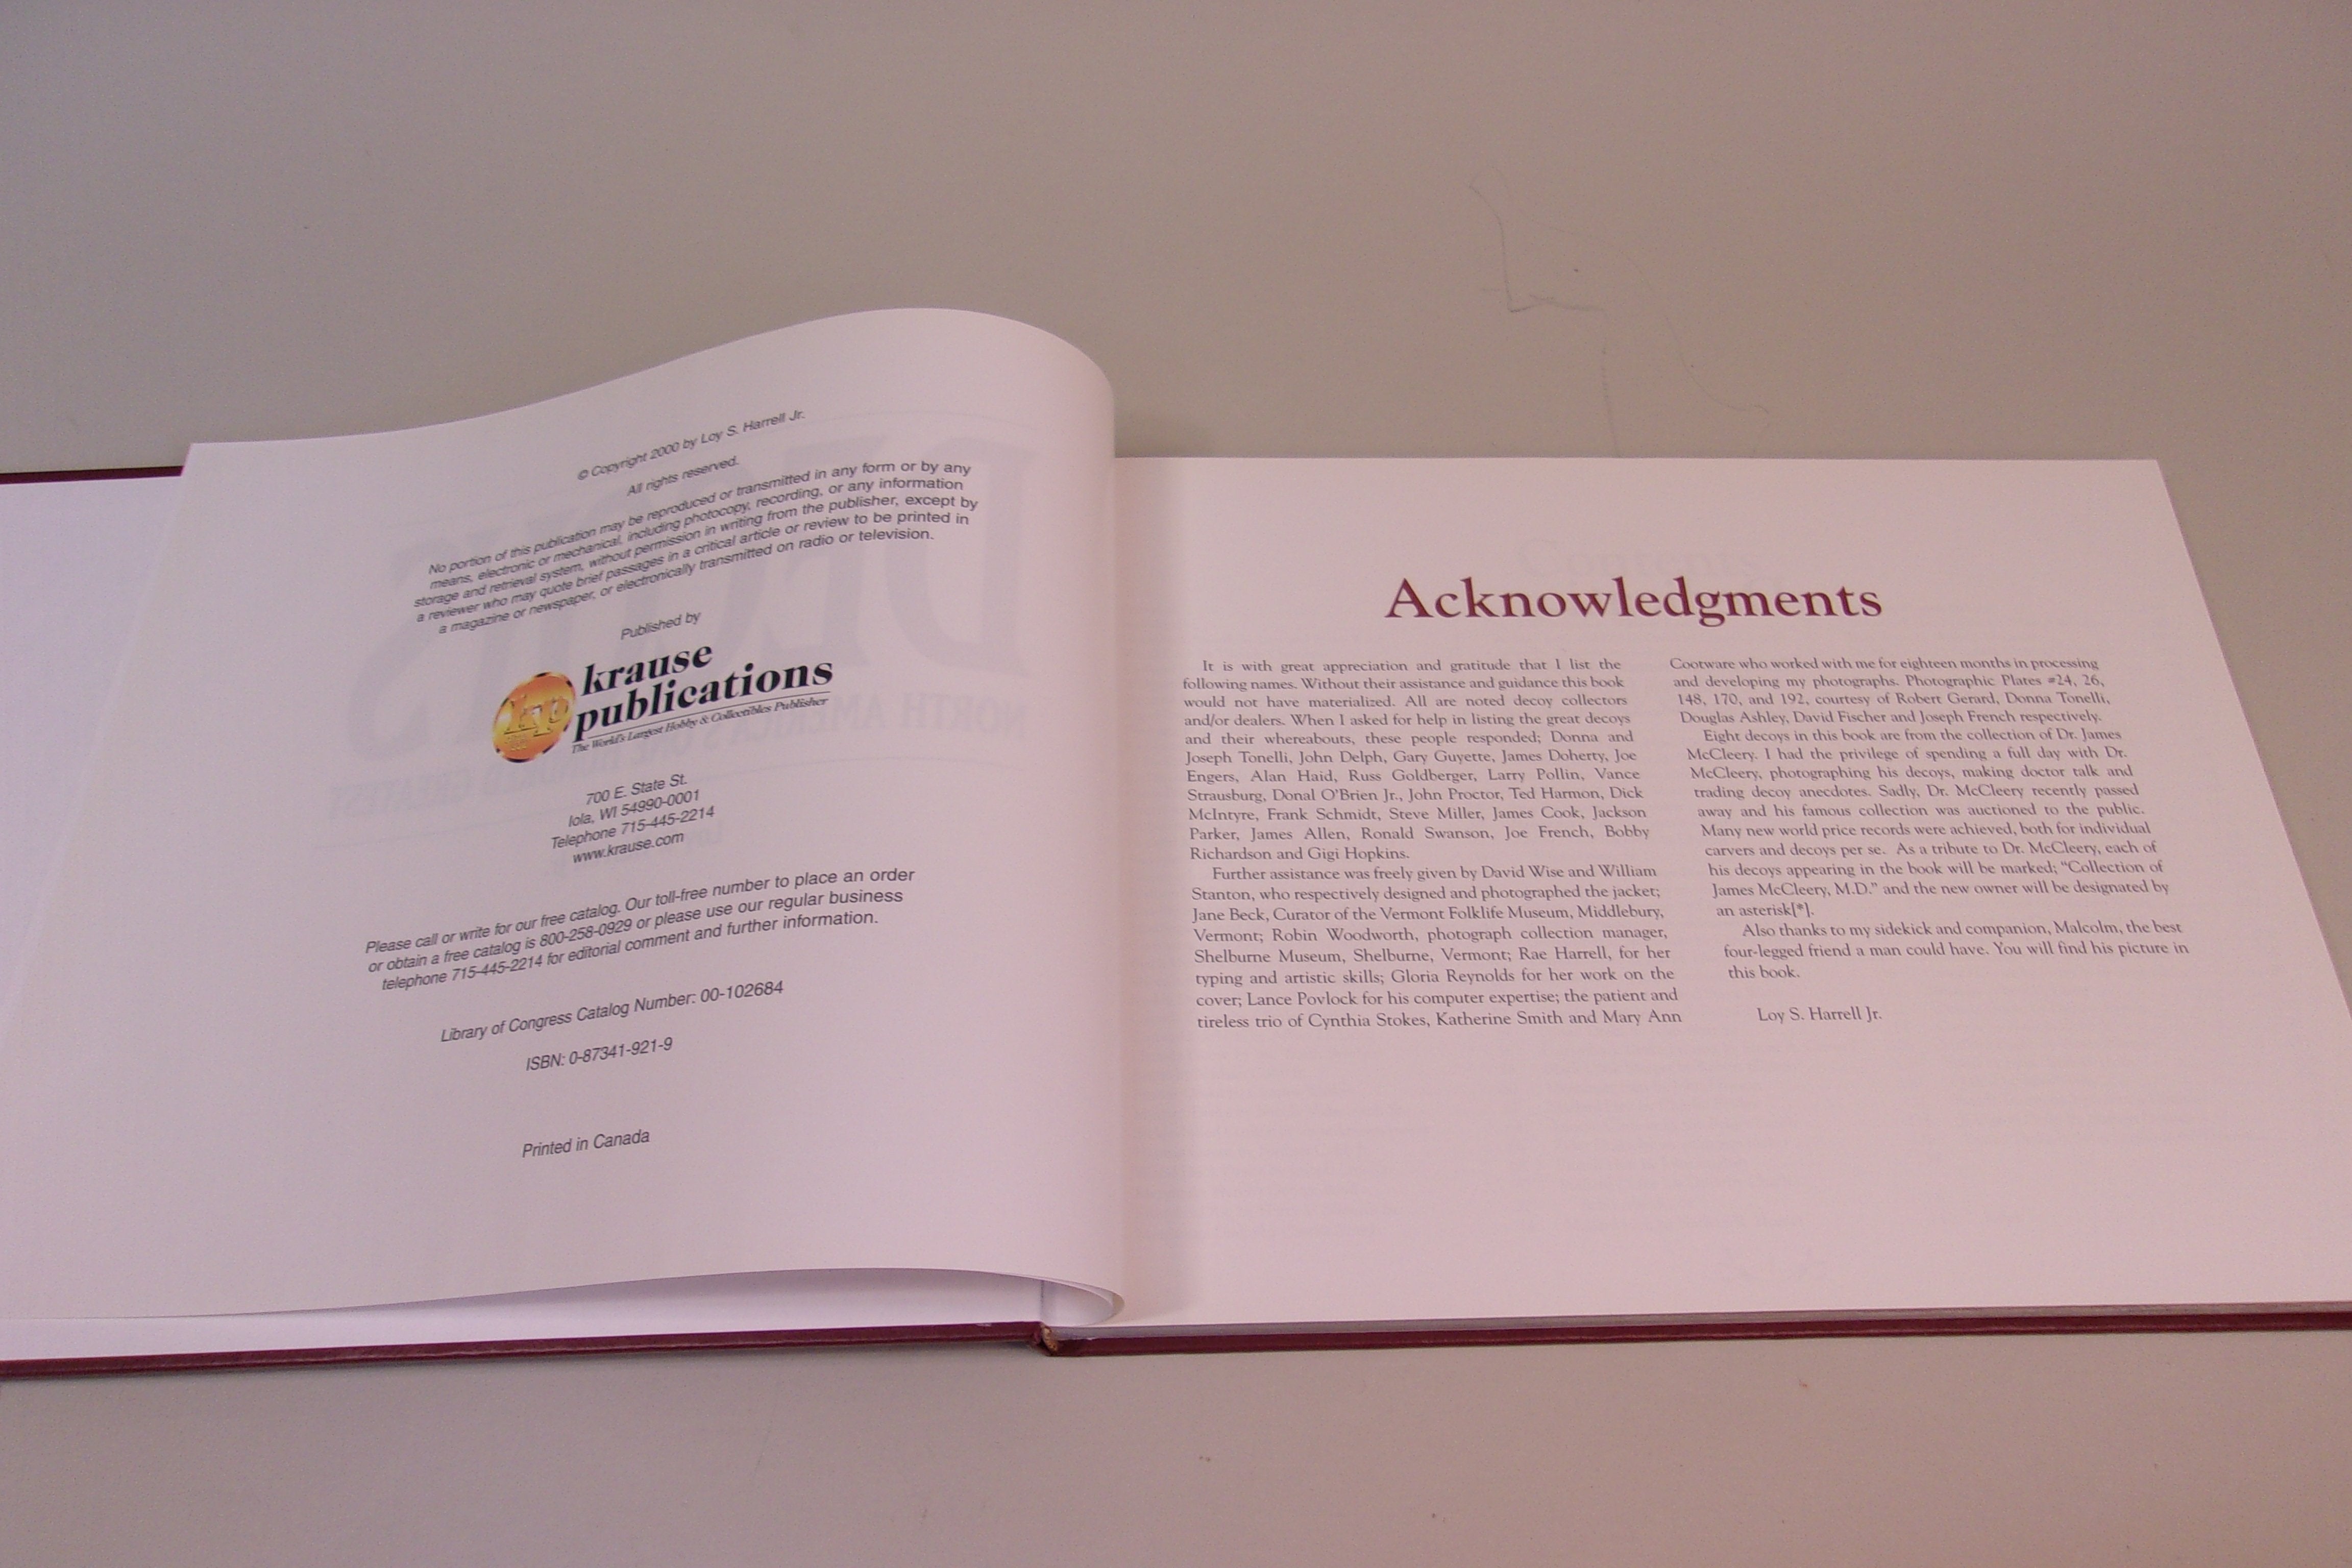 © Copyright 2000 by Loy S. Harrell Jr.
All rights reserved.
No portion of this publication may be reproduced or transmitted in any form or by any
means, electronic or mechanical, including photocopy, recording, or any information
storage and retrieval system, without permission in writing from the publisher, except by
a reviewer who may quote brief passages in a critical article or review to be printed in
a magazine or newspaper, or electronically transmitted on radio or television.
Published by
krause
publications
The World's Largest Hobby & Collectibles Publisher
700 E. State St.
Iola, WI 54990-0001
Telephone 715-445-2214
www.krause.com
Please call or write for our free catalog. Our toll-free number to place an order
or obtain a free catalog is 800-258-0929 or please use our regular business
telephone 715-445-2214 for editorial comment and further information.
Library of Congress Catalog Number: 00-102684
ISBN: 0-87341-921-9
Printed in Canada
Acknowledgments
It is with great appreciation and gratitude that I list the
following names. Without their assistance and guidance this book
would not have materialized. All are noted decoy collectors
and/or dealers. When I asked for help in listing the great decoys
and their whereabouts, these people responded; Donna and
Joseph Tonelli, John Delph, Gary Guyette, James Doherty, Joe
Engers, Alan Haid, Russ Goldberger, Larry Pollin, Vance
Strausburg, Donal O'Brien Jr., John Proctor, Ted Harmon, Dick
McIntyre, Frank Schmidt, Steve Miller, James Cook, Jackson
Parker, James Allen, Ronald Swanson, Joe French, Bobby
Richardson and Gigi Hopkins.
Further assistance was freely given by David Wise and William
Stanton, who respectively designed and photographed the jacket;
Jane Beck, Curator of the Vermont Folklife Museum, Middlebury,
Vermont; Robin Woodworth, photograph collection manager,
Shelburne Museum, Shelburne, Vermont; Rae Harrell, for her
typing and artistic skills; Gloria Reynolds for her work on the
cover; Lance Povlock for his computer expertise; the patient and
tireless trio of Cynthia Stokes, Katherine Smith and Mary Ann
Cootware who worked with me for eighteen months in processing
and developing my photographs. Photographic Plates #24, 26,
148, 170, and 192, courtesy of Robert Gerard, Donna Tonelli,
Douglas Ashley, David Fischer and Joseph French respectively.
Eight decoys in this book are from the collection of Dr. James
McCleery. I had the privilege of spending a full day with Dr.
McCleery, photographing his decoys, making doctor talk and
trading decoy anecdotes. Sadly, Dr. McCleery recently passed
away and his famous collection was auctioned to the public.
Many new world price records were achieved, both for individual
carvers and decoys per se. As a tribute to Dr. McCleery, each of
his decoys appearing in the book will be marked; "Collection of
James McCleery, M.D." and the new owner will be designated by
an asterisk[*].
Also thanks to my sidekick and companion, Malcolm, the best
four-legged friend a man could have. You will find his picture in
this book.
Loy S. Harrell Jr.